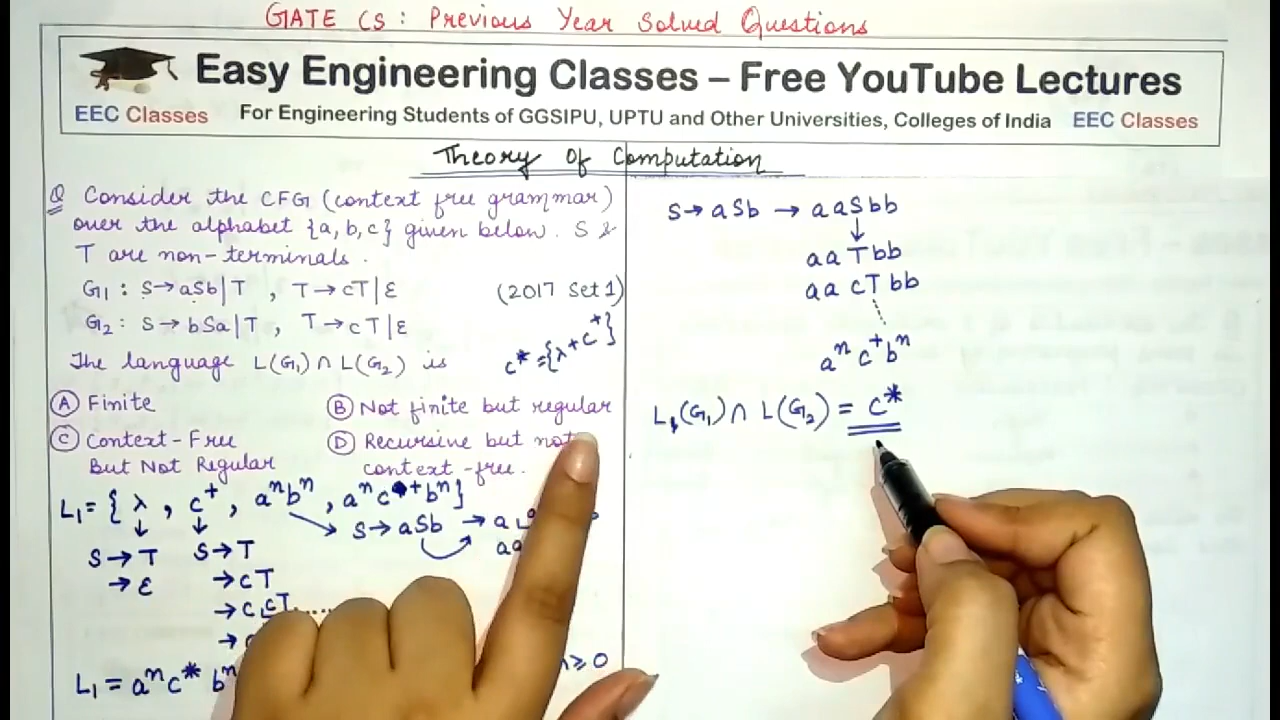 GATE CS: Previous Year Solved Questions
Easy Engineering Classes – Free YouTube Lectures
EEC Classes For Engineering Students of GGSIPU, UPTU and Other Universities, Colleges of India EEC Classes
Theory Of Computation
Q Consider the CFG (context free grammar)
over the alphabet {a, b, c} given below. S &
T are non-terminals.
G1 : S→aSb|T , T→cT|ε (2017 Set 1)
G2 : S→bSa|T , T→cT|ε
The language L(G1) ∩ L(G2) is
c* = {λ + c⁺}
Ⓐ Finite
Ⓑ Not finite but regular
Ⓒ Context-Free
But Not Regular
Ⓓ Recursive but not
context-free.
L1 = { λ , c⁺ , aⁿbⁿ , aⁿc⁺bⁿ }
S→T
→ε
S→T
→cT
→ccT.....
→
S→aSb → a
aa
L1 = aⁿc*bⁿ
n≥0
S→aSb → aaSbb
↓
aaTbb
aacTbb
aⁿc⁺bⁿ
L1(G1) ∩ L(G2) = c*